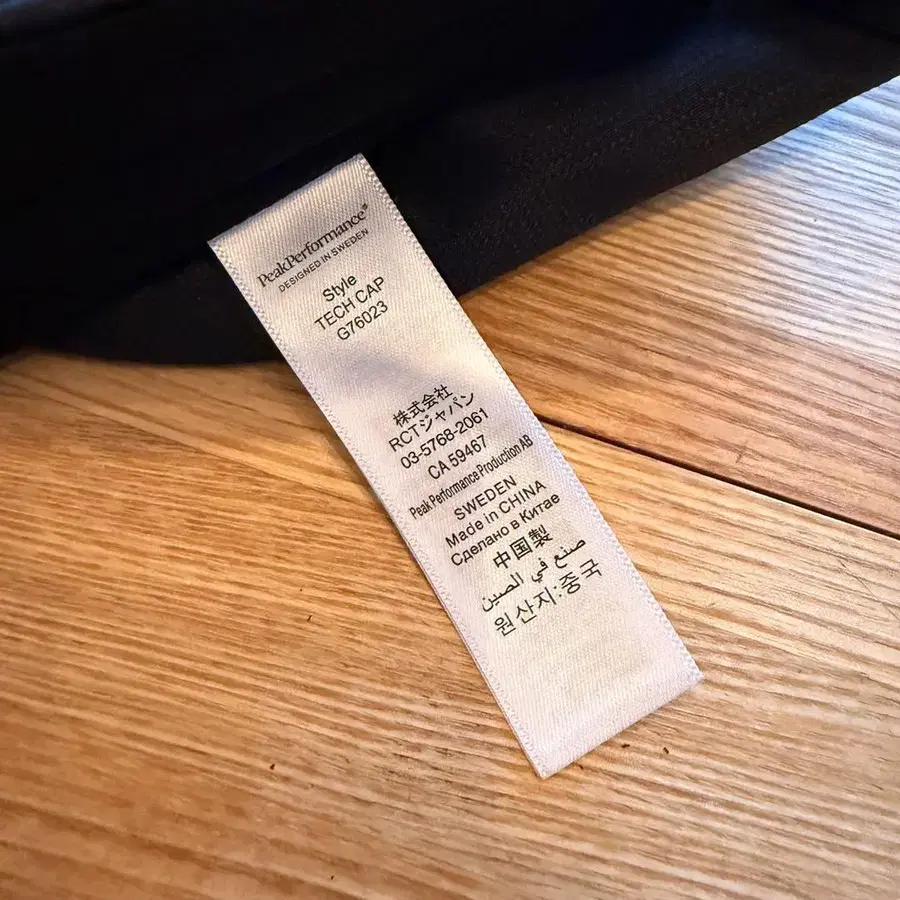 PeakPerformance®
DESIGNED IN SWEDEN
Style
TECH CAP
G76023
株式会社
RCTジャパン
03-5768-2061
CA 59467
Peak Performance Production AB
SWEDEN
Made in CHINA
Сделано в Китае
中国製
صنع في الصين
원산지:중국